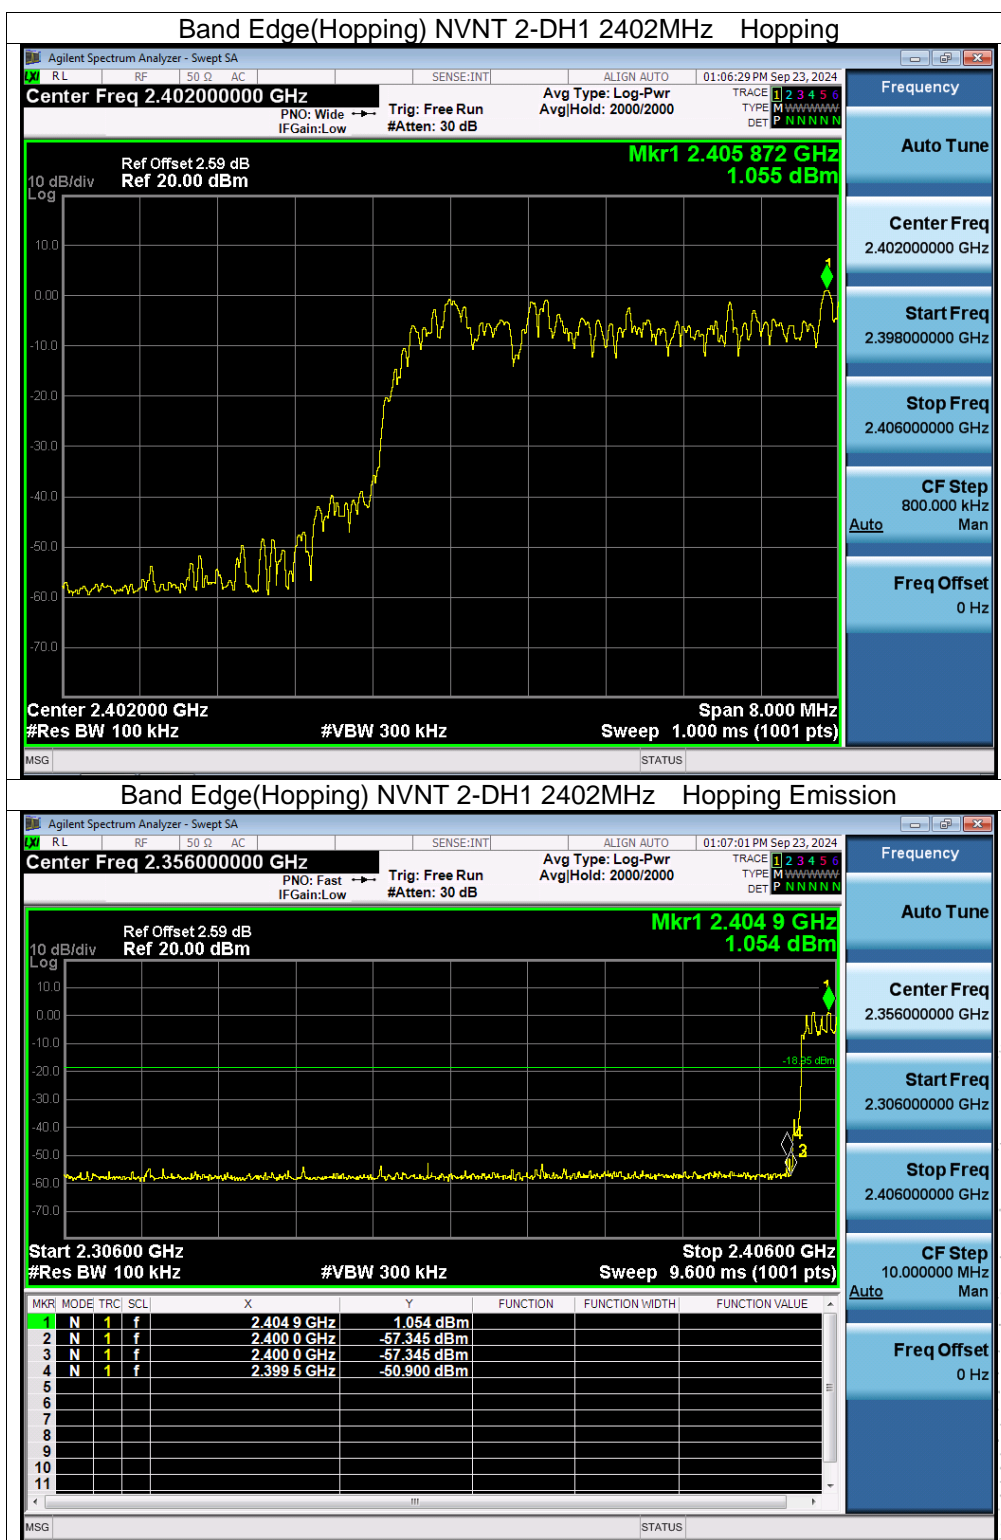 Band Edge(Hopping) NVNT 2-DH1 2402MHz Hopping
Agilent Spectrum Analyzer - Swept SA
LXI RL RF 50 Ω AC SENSE:INT ALIGN AUTO 01:06:29 PM Sep 23, 2024
Center Freq 2.402000000 GHz
PNO: Wide
IFGain:Low
Trig: Free Run
#Atten: 30 dB
Avg Type: Log-Pwr
Avg|Hold: 2000/2000
TRACE 1 2 3 4 5 6
TYPE M WWWWW
DET P N N N N N
Ref Offset 2.59 dB
10 dB/div Ref 20.00 dBm
Log
Mkr1 2.405 872 GHz
1.055 dBm
10.0
0.00
-10.0
-20.0
-30.0
-40.0
-50.0
-60.0
-70.0
1
Center 2.402000 GHz Span 8.000 MHz
#Res BW 100 kHz #VBW 300 kHz Sweep 1.000 ms (1001 pts)
MSG STATUS
Frequency
Auto Tune
Center Freq
2.402000000 GHz
Start Freq
2.398000000 GHz
Stop Freq
2.406000000 GHz
CF Step
800.000 kHz
Auto Man
Freq Offset
0 Hz
Band Edge(Hopping) NVNT 2-DH1 2402MHz Hopping Emission
Agilent Spectrum Analyzer - Swept SA
LXI RL RF 50 Ω AC SENSE:INT ALIGN AUTO 01:07:01 PM Sep 23, 2024
Center Freq 2.356000000 GHz
PNO: Fast
IFGain:Low
Trig: Free Run
#Atten: 30 dB
Avg Type: Log-Pwr
Avg|Hold: 2000/2000
TRACE 1 2 3 4 5 6
TYPE M WWWWW
DET P N N N N N
Ref Offset 2.59 dB
10 dB/div Ref 20.00 dBm
Log
Mkr1 2.404 9 GHz
1.054 dBm
10.0
0.00
-10.0
-20.0
-30.0
-40.0
-50.0
-60.0
-70.0
1
-18.95 dBm
4
3
Start 2.30600 GHz Stop 2.40600 GHz
#Res BW 100 kHz #VBW 300 kHz Sweep 9.600 ms (1001 pts)
MKR MODE TRC SCL X Y FUNCTION FUNCTION WIDTH FUNCTION VALUE
1 N 1 f 2.404 9 GHz 1.054 dBm
2 N 1 f 2.400 0 GHz -57.345 dBm
3 N 1 f 2.400 0 GHz -57.345 dBm
4 N 1 f 2.399 5 GHz -50.900 dBm
5
6
7
8
9
10
11
MSG STATUS
Frequency
Auto Tune
Center Freq
2.356000000 GHz
Start Freq
2.306000000 GHz
Stop Freq
2.406000000 GHz
CF Step
10.000000 MHz
Auto Man
Freq Offset
0 Hz